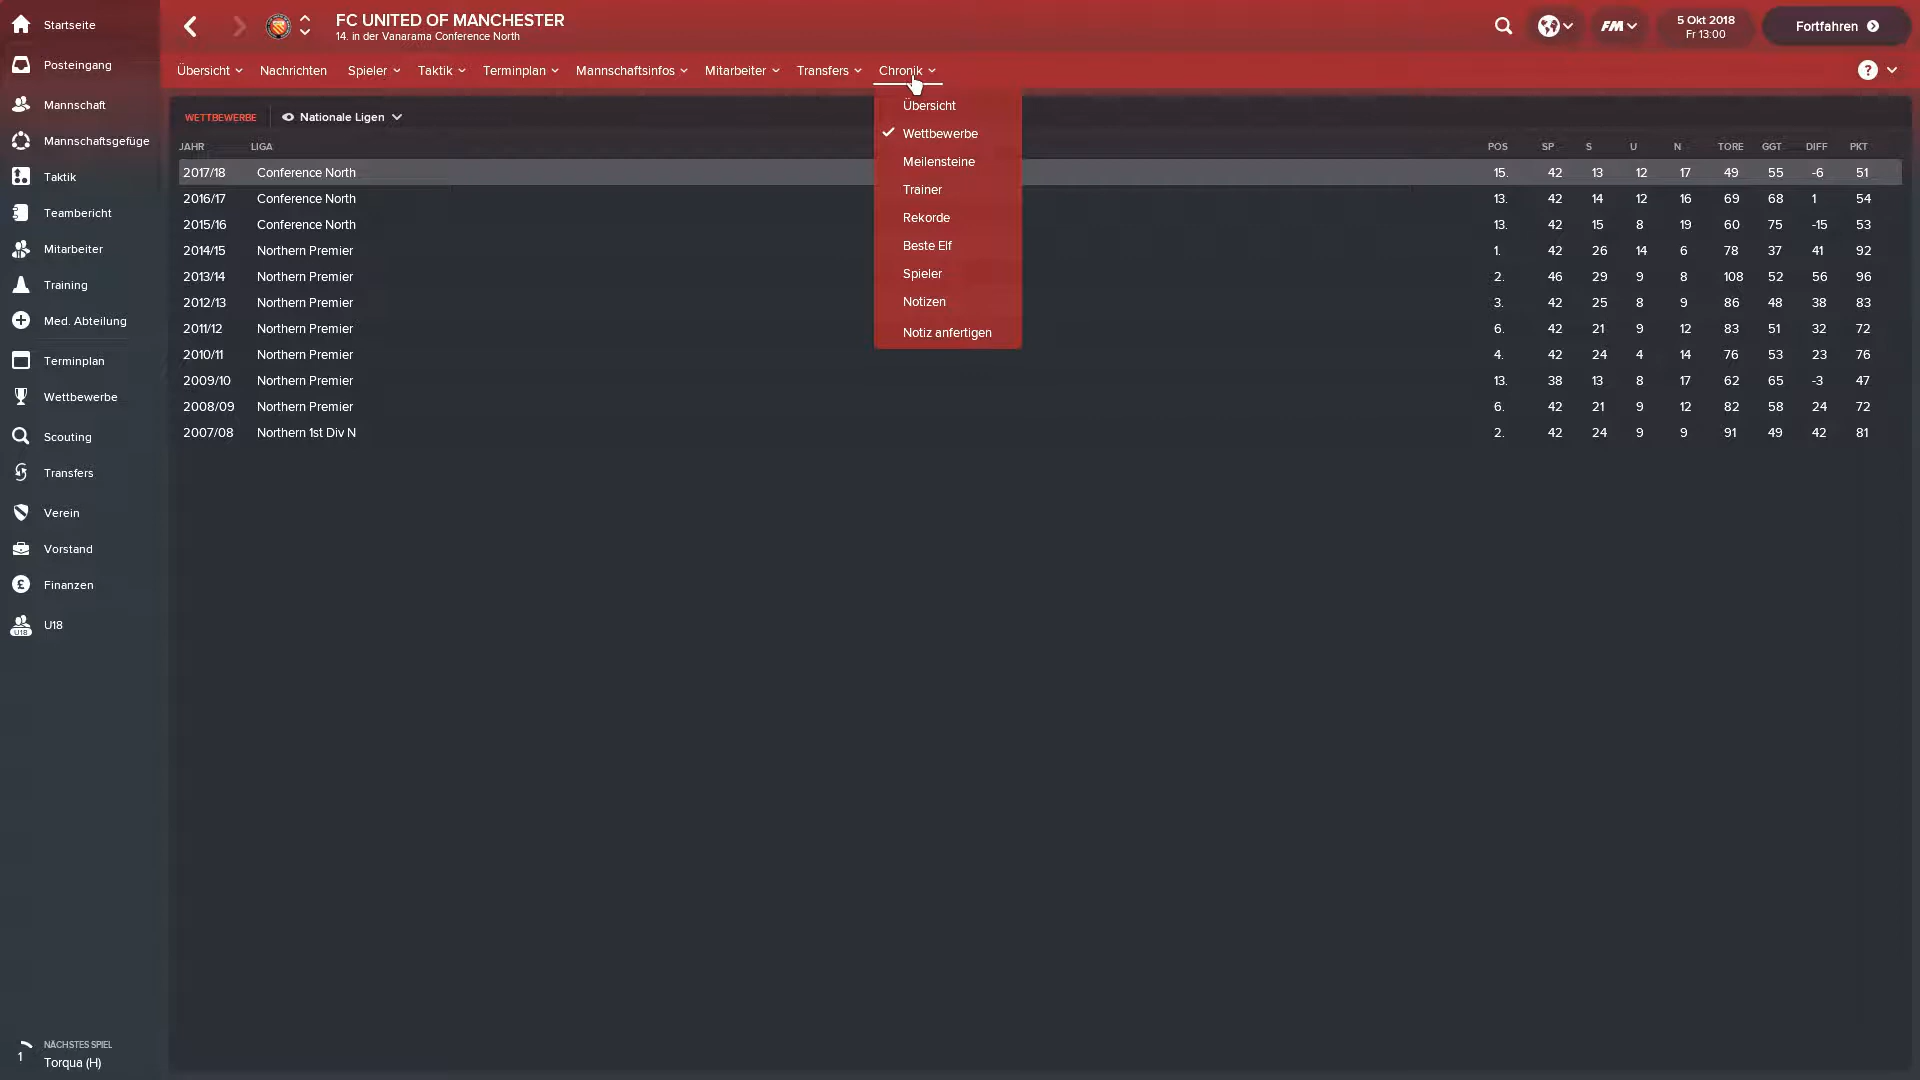 Startseite
Posteingang
Mannschaft
Mannschaftsgefüge
Taktik
Teambericht
Mitarbeiter
Training
Med. Abteilung
Terminplan
Wettbewerbe
Scouting
Transfers
Verein
Vorstand
Finanzen
U18
U18
NÄCHSTES SPIEL
1
Torqua (H)
FC UNITED OF MANCHESTER
14. in der Vanarama Conference North
FM
5 Okt 2018
Fr 13:00
Fortfahren
Übersicht Nachrichten Spieler Taktik Terminplan Mannschaftsinfos Mitarbeiter Transfers Chronik ?
Übersicht
Wettbewerbe
Meilensteine
Trainer
Rekorde
Beste Elf
Spieler
Notizen
Notiz anfertigen
WETTBEWERBE Nationale Ligen
JAHR LIGA POS SP S U N TORE GGT DIFF PKT
2017/18 Conference North 15. 42 13 12 17 49 55 -6 51
2016/17 Conference North 13. 42 14 12 16 69 68 1 54
2015/16 Conference North 13. 42 15 8 19 60 75 -15 53
2014/15 Northern Premier 1. 42 26 14 6 78 37 41 92
2013/14 Northern Premier 2. 46 29 9 8 108 52 56 96
2012/13 Northern Premier 3. 42 25 8 9 86 48 38 83
2011/12 Northern Premier 6. 42 21 9 12 83 51 32 72
2010/11 Northern Premier 4. 42 24 4 14 76 53 23 76
2009/10 Northern Premier 13. 38 13 8 17 62 65 -3 47
2008/09 Northern Premier 6. 42 21 9 12 82 58 24 72
2007/08 Northern 1st Div N 2. 42 24 9 9 91 49 42 81